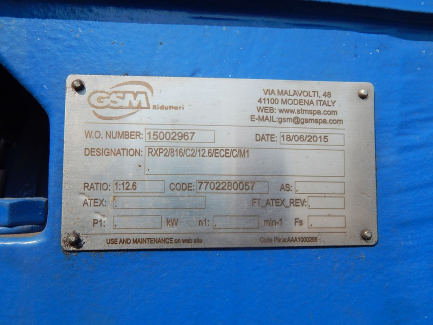 GSM
Riduttori
VIA MALAVOLTI, 48
41100 MODENA ITALY
WEB: www.stmspa.com
E-MAIL:gsm@gsmspa.com
W.O. NUMBER: 15002967 DATE: 18/06/2015
DESIGNATION: RXP2/816/C2/12.6/ECE/C/M1
.
RATIO: 1:12.6 CODE: 7702280057 AS: .
ATEX: . FT_ATEX_REV: .
P1: . kW n1: . min-1 Fs .
USE AND MAINTENANCE on web site